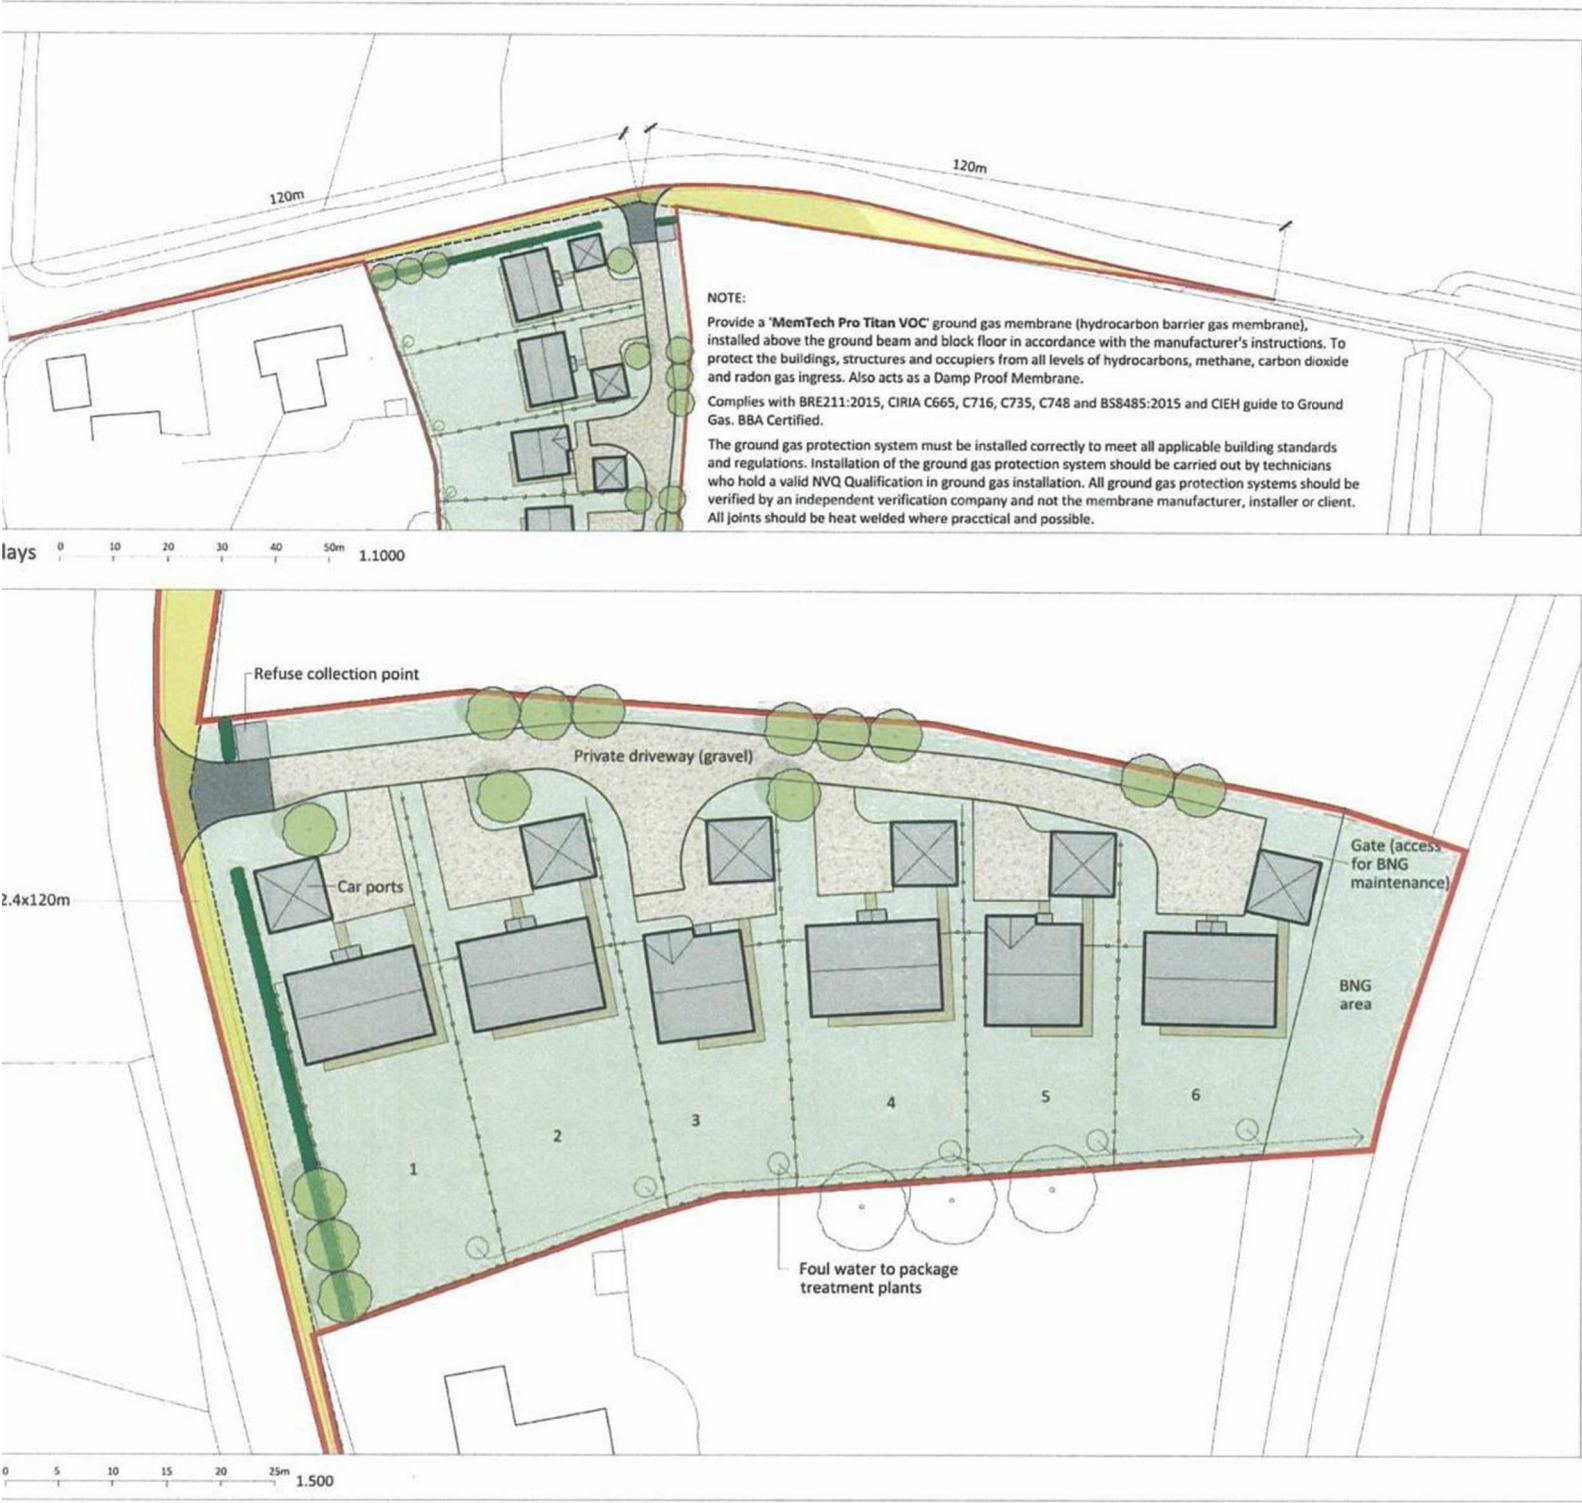 120m
120m
NOTE:
Provide a 'MemTech Pro Titan VOC' ground gas membrane (hydrocarbon barrier gas membrane),
installed above the ground beam and block floor in accordance with the manufacturer's instructions. To
protect the buildings, structures and occupiers from all levels of hydrocarbons, methane, carbon dioxide
and radon gas ingress. Also acts as a Damp Proof Membrane.
Complies with BRE211:2015, CIRIA C665, C716, C735, C748 and BS8485:2015 and CIEH guide to Ground
Gas. BBA Certified.
The ground gas protection system must be installed correctly to meet all applicable building standards
and regulations. Installation of the ground gas protection system should be carried out by technicians
who hold a valid NVQ Qualification in ground gas installation. All ground gas protection systems should be
verified by an independent verification company and not the membrane manufacturer, installer or client.
All joints should be heat welded where pracctical and possible.
lays 0 10 20 30 40 50m 1.1000
Refuse collection point
Private driveway (gravel)
Gate (access
for BNG
maintenance)
Car ports
2.4x120m
BNG
area
1
2
3
4
5
6
Foul water to package
treatment plants
0 5 10 15 20 25m 1.500